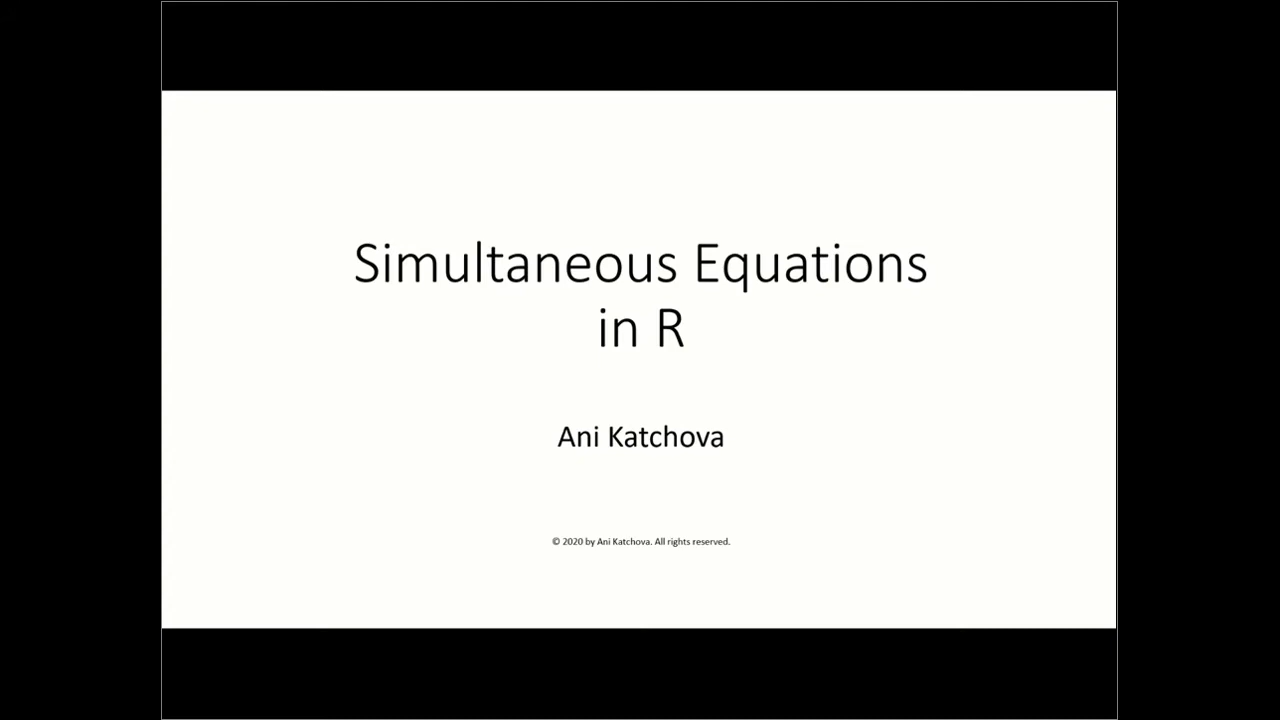 Simultaneous Equations
in R
Ani Katchova
© 2020 by Ani Katchova. All rights reserved.